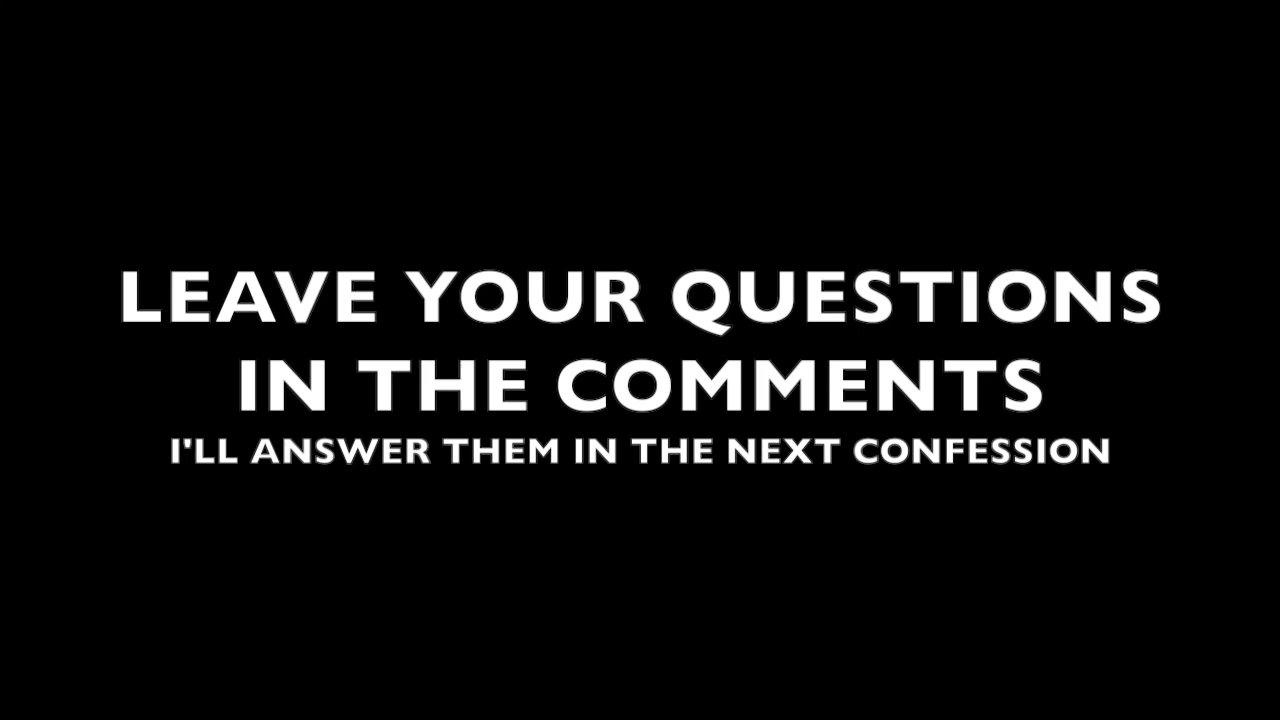 LEAVE YOUR QUESTIONS
IN THE COMMENTS
I'LL ANSWER THEM IN THE NEXT CONFESSION